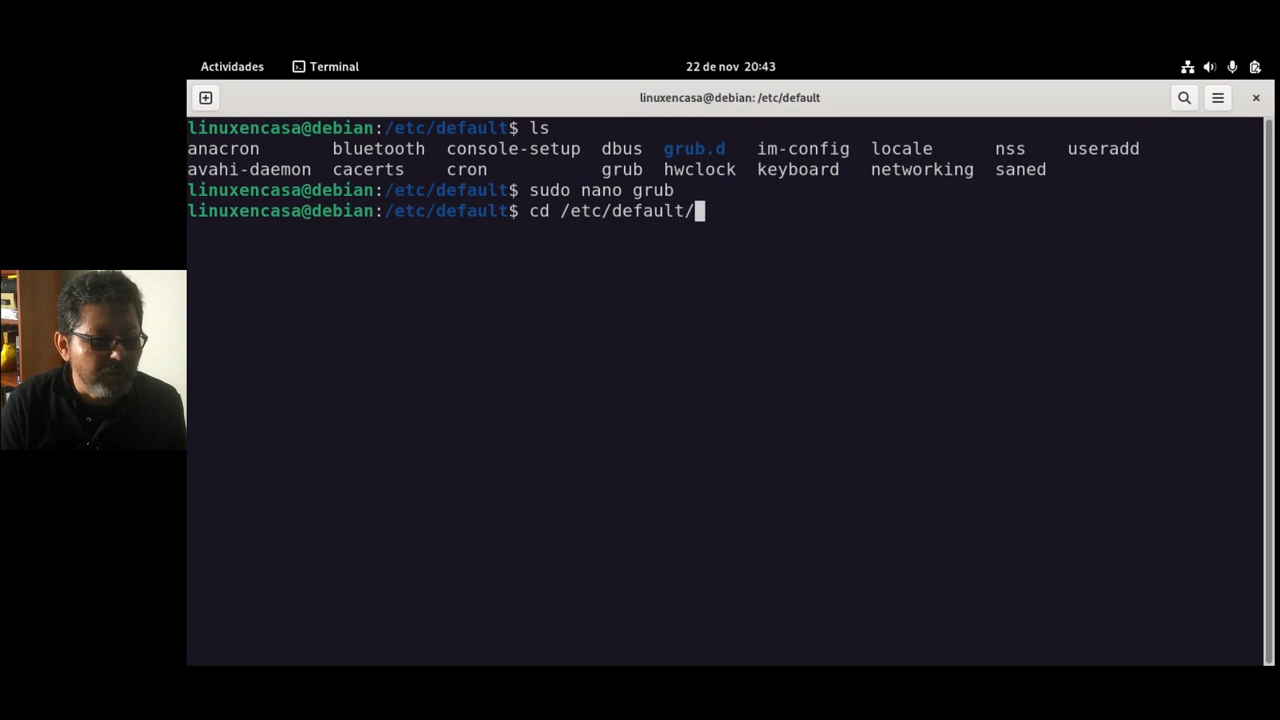 Actividades Terminal 22 de nov 20:43
linuxencasa@debian: /etc/default
linuxencasa@debian:/etc/default$ ls
anacron bluetooth console-setup dbus grub.d im-config locale nss useradd
avahi-daemon cacerts cron grub hwclock keyboard networking saned
linuxencasa@debian:/etc/default$ sudo nano grub
linuxencasa@debian:/etc/default$ cd /etc/default/